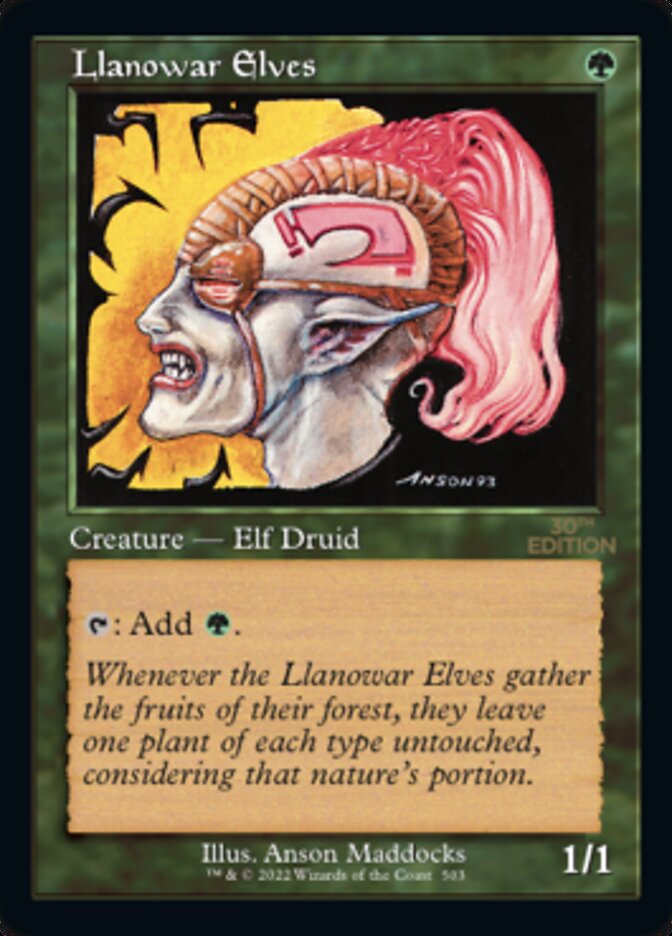 Llanowar Elves
ANSON 93
Creature — Elf Druid
30TH
EDITION
: Add .
Whenever the Llanowar Elves gather
the fruits of their forest, they leave
one plant of each type untouched,
considering that nature's portion.
Illus. Anson Maddocks
1/1
™ & © 2022 Wizards of the Coast 503